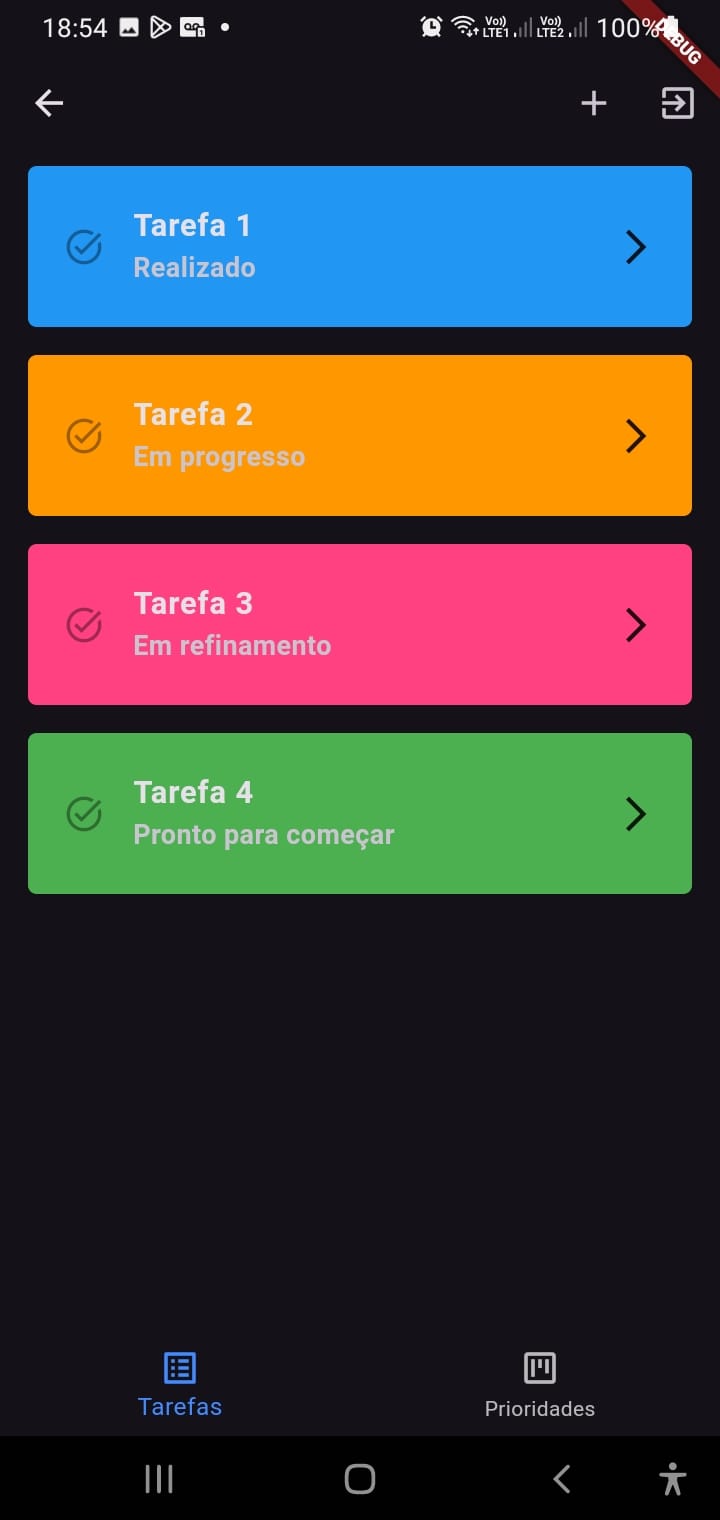 18:54
Vo)) LTE1 Vo)) LTE2 100%
DEBUG
Tarefa 1
Realizado
Tarefa 2
Em progresso
Tarefa 3
Em refinamento
Tarefa 4
Pronto para começar
Tarefas
Prioridades